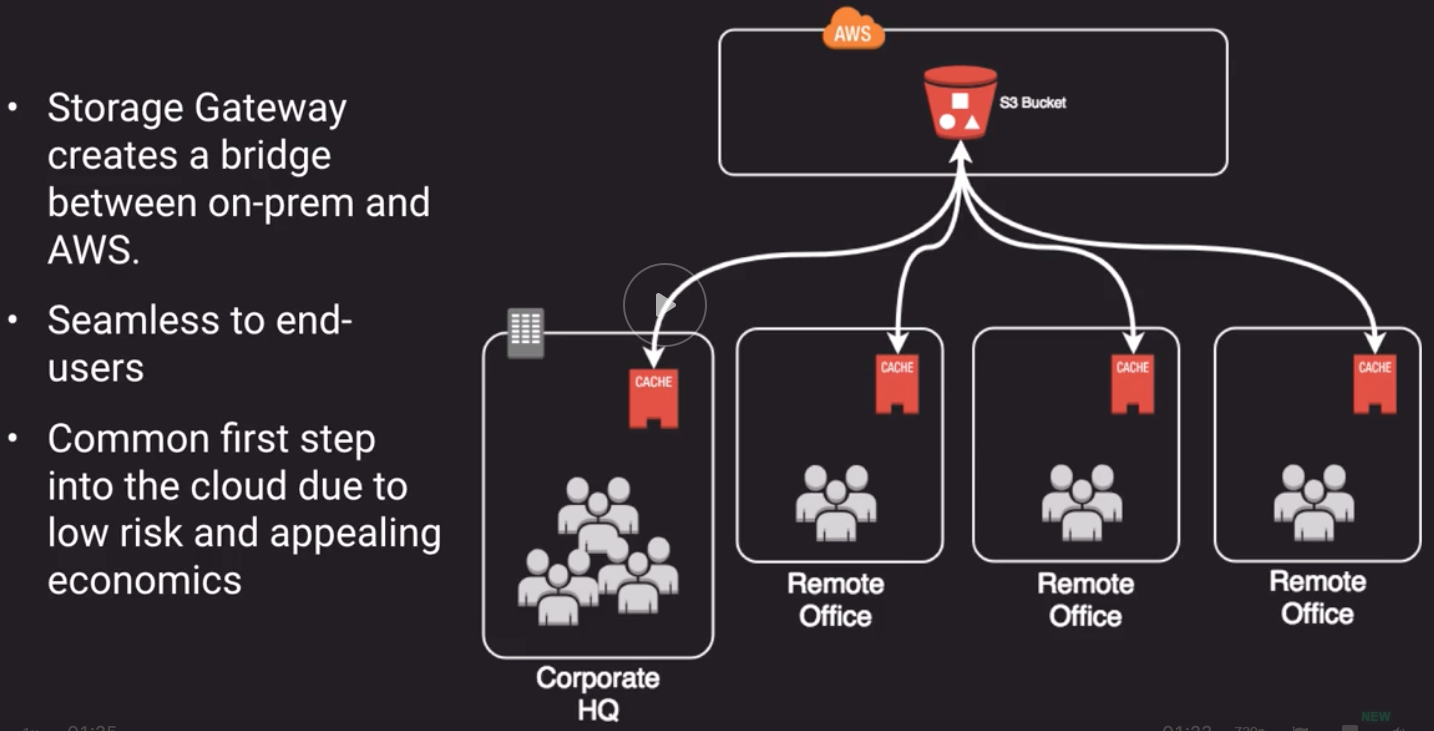 • Storage Gateway
creates a bridge
between on-prem and
AWS.
• Seamless to end-
users
• Common first step
into the cloud due to
low risk and appealing
economics
AWS
S3 Bucket
CACHE
CACHE
CACHE
CACHE
Corporate
HQ
Remote
Office
Remote
Office
Remote
Office
NEW